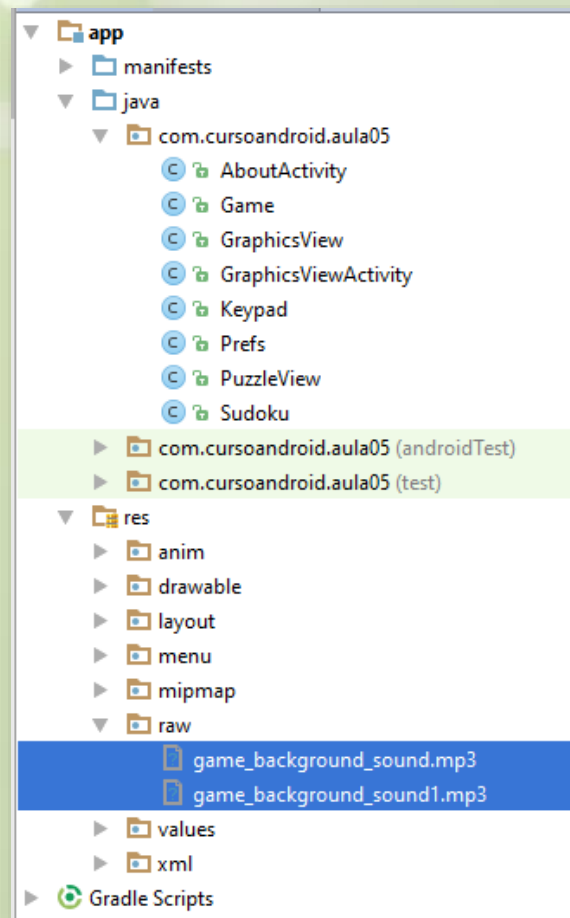 app
manifests
java
com.cursoandroid.aula05
AboutActivity
Game
GraphicsView
GraphicsViewActivity
Keypad
Prefs
PuzzleView
Sudoku
com.cursoandroid.aula05 (androidTest)
com.cursoandroid.aula05 (test)
res
anim
drawable
layout
menu
mipmap
raw
game_background_sound.mp3
game_background_sound1.mp3
values
xml
Gradle Scripts